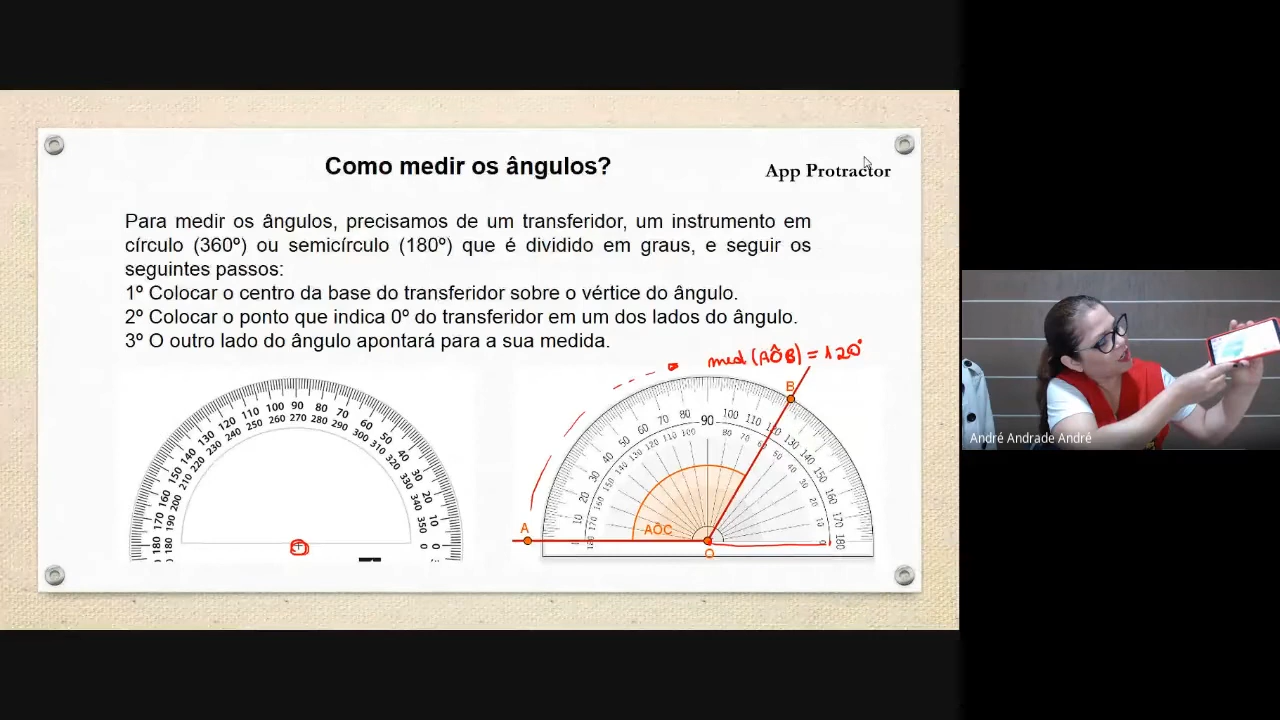 Como medir os ângulos?
App Protractor
Para medir os ângulos, precisamos de um transferidor, um instrumento em
círculo (360º) ou semicírculo (180º) que é dividido em graus, e seguir os
seguintes passos:
1º Colocar o centro da base do transferidor sobre o vértice do ângulo.
2º Colocar o ponto que indica 0º do transferidor em um dos lados do ângulo.
3º O outro lado do ângulo apontará para a sua medida.
med (AÔB) = 120°
B
A
AÔC
O
André Andrade André